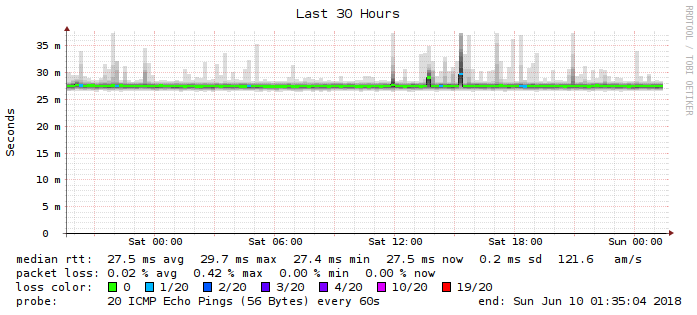 Last 30 Hours
RRDTOOL / TOBI OETIKER
Seconds
35 m
30 m
25 m
20 m
15 m
10 m
5 m
0
Sat 00:00 Sat 06:00 Sat 12:00 Sat 18:00 Sun 00:00
median rtt: 27.5 ms avg 29.7 ms max 27.4 ms min 27.5 ms now 0.2 ms sd 121.6 am/s
packet loss: 0.02 % avg 0.42 % max 0.00 % min 0.00 % now
loss color: 0 1/20 2/20 3/20 4/20 10/20 19/20
probe: 20 ICMP Echo Pings (56 Bytes) every 60s end: Sun Jun 10 01:35:04 2018